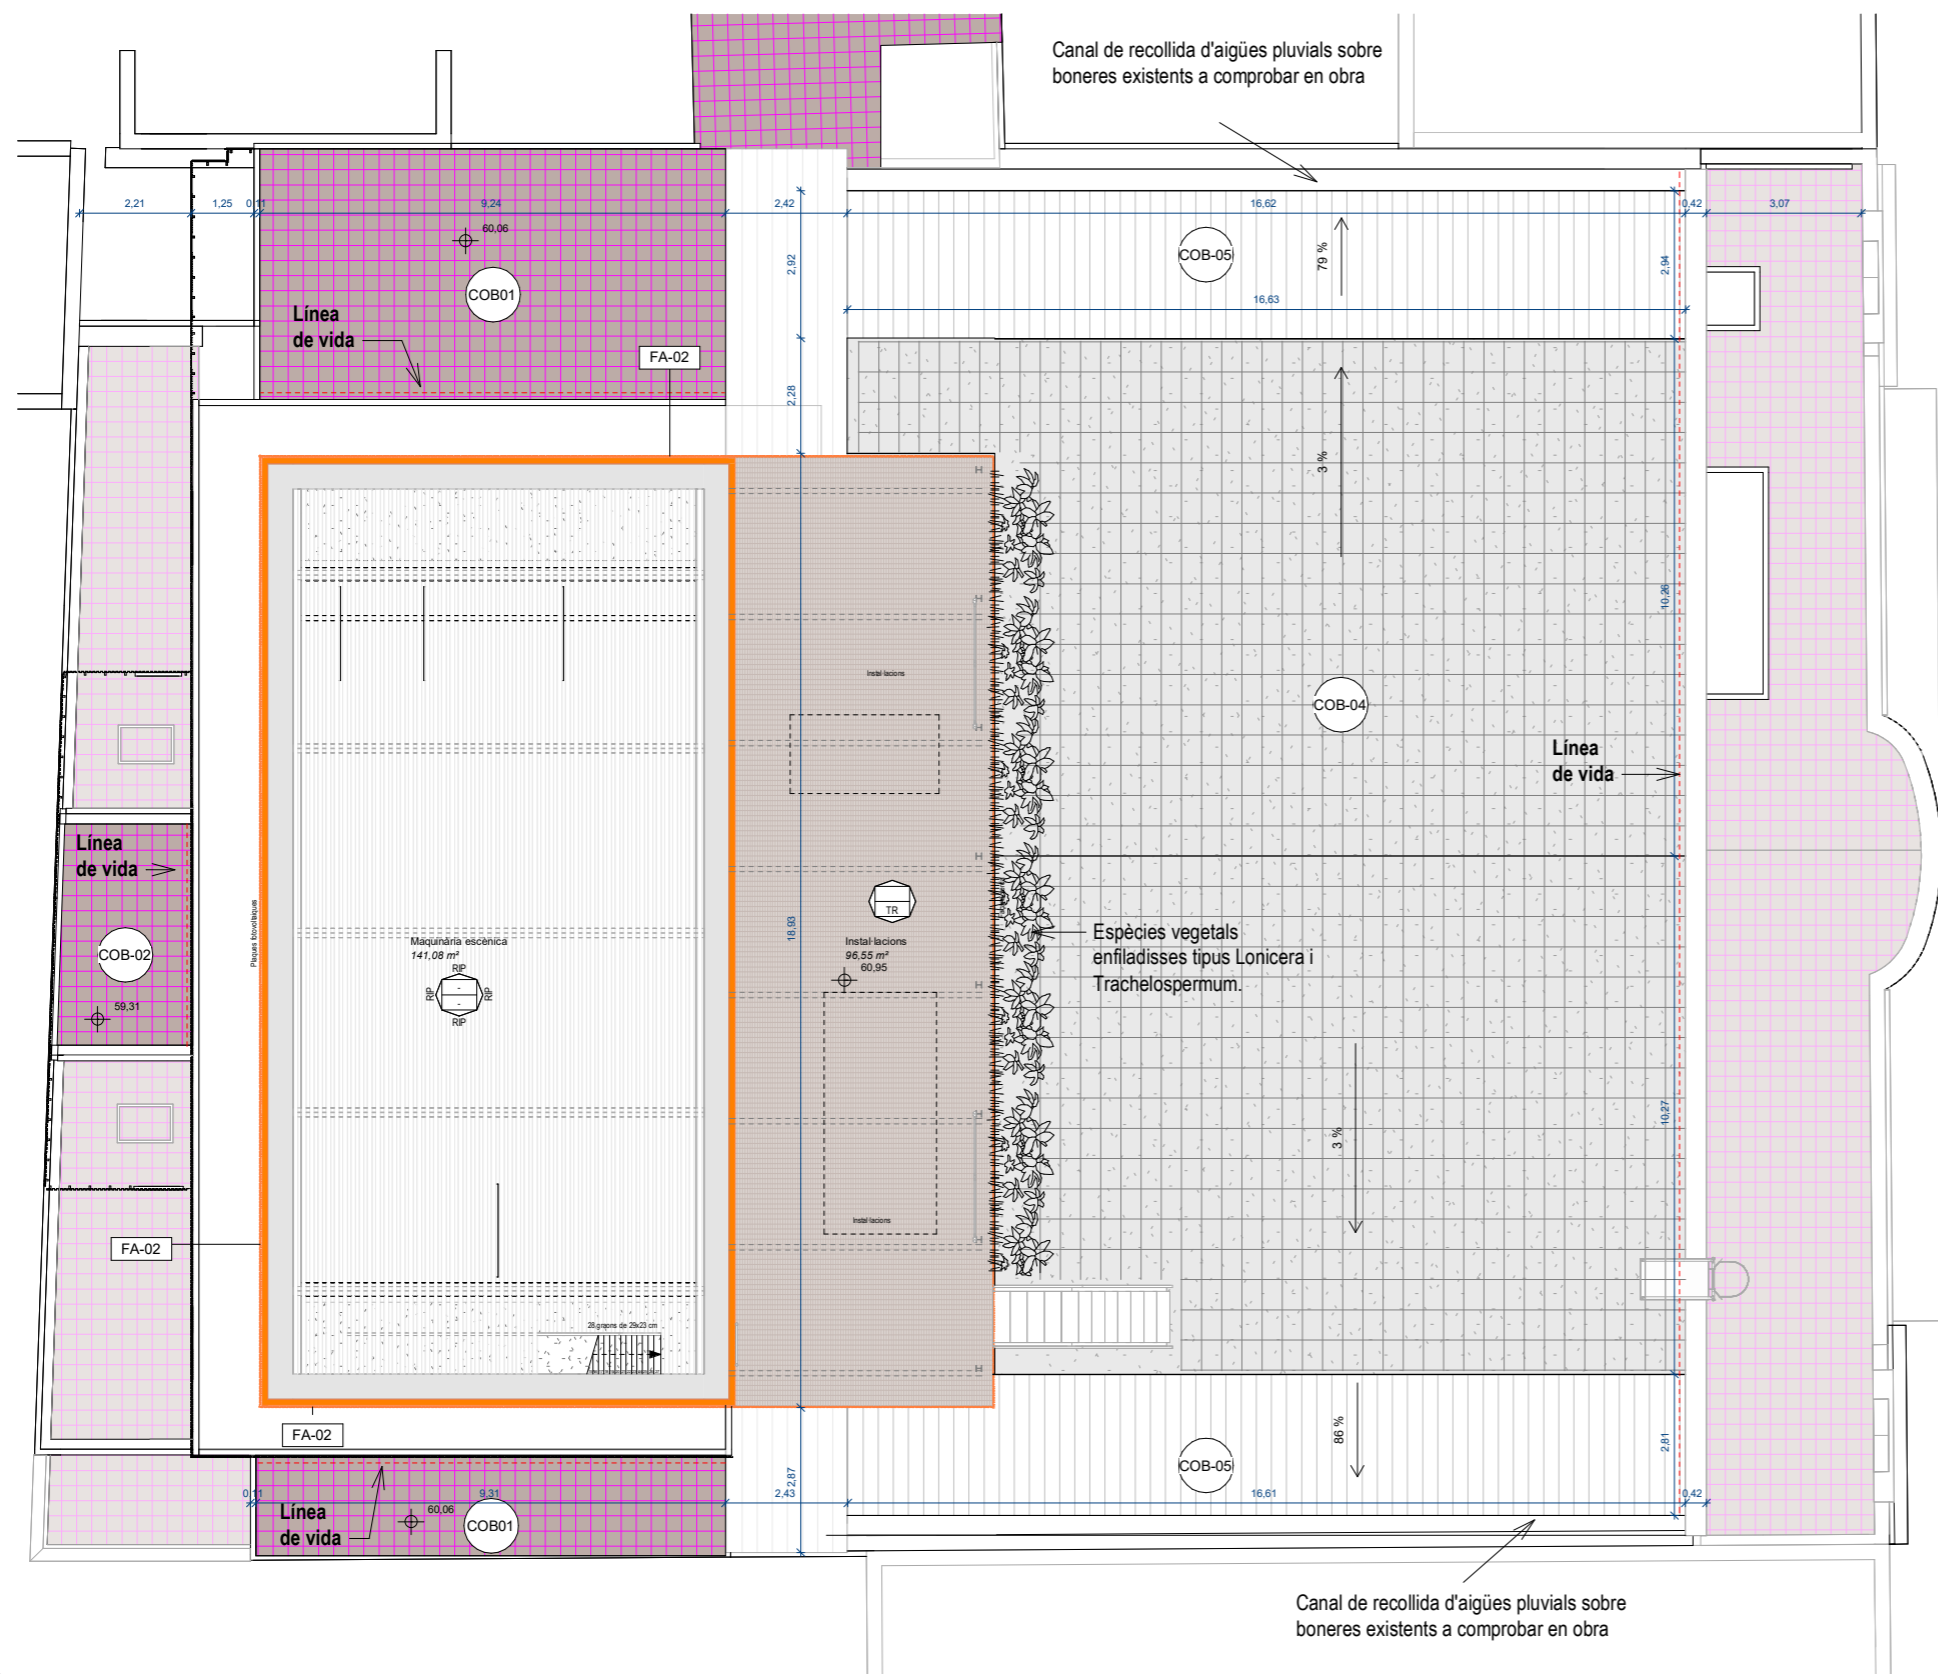 Canal de recollida d'aigües pluvials sobre
boneres existents a comprobar en obra
2,21
1,25
0,11
9,24
2,42
16,62
0,42
3,07
60,06
COB01
Línea
de vida
FA-02
2,92
2,28
COB-05
79 %
2,94
16,63
3 %
10,26
Instal·lacions
COB-04
Línea
de vida
Línea
de vida
COB-02
59,31
Plaques fotovoltaiques
Maquinària escènica
141,08 m²
RIP
RIP
-
-
RIP
RIP
18,93
TR
Instal·lacions
96,55 m²
60,95
Espècies vegetals
enfiladisses tipus Lonicera i
Trachelospermum.
3 %
10,27
Instal·lacions
FA-02
28 graons de 29x23 cm
FA-02
86 %
2,81
COB-05
2,87
0,11
9,31
2,43
16,61
0,42
Línea
de vida
60,06
COB01
Canal de recollida d'aigües pluvials sobre
boneres existents a comprobar en obra